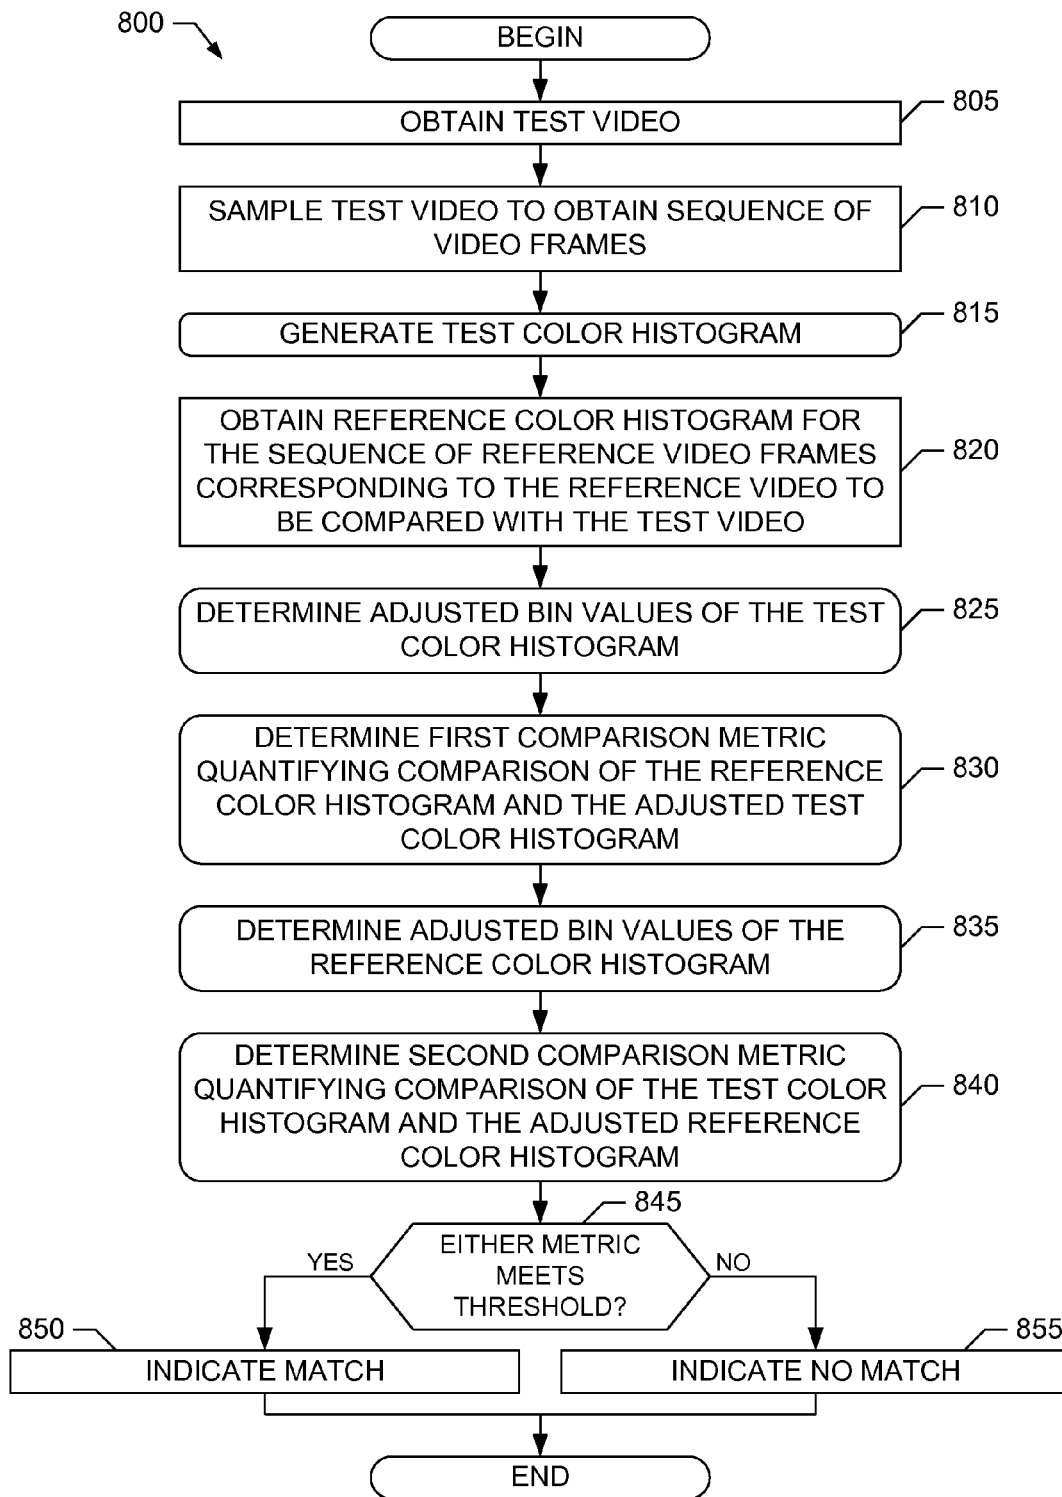 800
BEGIN
OBTAIN TEST VIDEO
805
SAMPLE TEST VIDEO TO OBTAIN SEQUENCE OF
VIDEO FRAMES
810
GENERATE TEST COLOR HISTOGRAM
815
OBTAIN REFERENCE COLOR HISTOGRAM FOR
THE SEQUENCE OF REFERENCE VIDEO FRAMES
CORRESPONDING TO THE REFERENCE VIDEO TO
BE COMPARED WITH THE TEST VIDEO
820
DETERMINE ADJUSTED BIN VALUES OF THE TEST
COLOR HISTOGRAM
825
DETERMINE FIRST COMPARISON METRIC
QUANTIFYING COMPARISON OF THE REFERENCE
COLOR HISTOGRAM AND THE ADJUSTED TEST
COLOR HISTOGRAM
830
DETERMINE ADJUSTED BIN VALUES OF THE
REFERENCE COLOR HISTOGRAM
835
DETERMINE SECOND COMPARISON METRIC
QUANTIFYING COMPARISON OF THE TEST COLOR
HISTOGRAM AND THE ADJUSTED REFERENCE
COLOR HISTOGRAM
840
845
EITHER METRIC
MEETS
THRESHOLD?
YES
NO
850
INDICATE MATCH
855
INDICATE NO MATCH
END